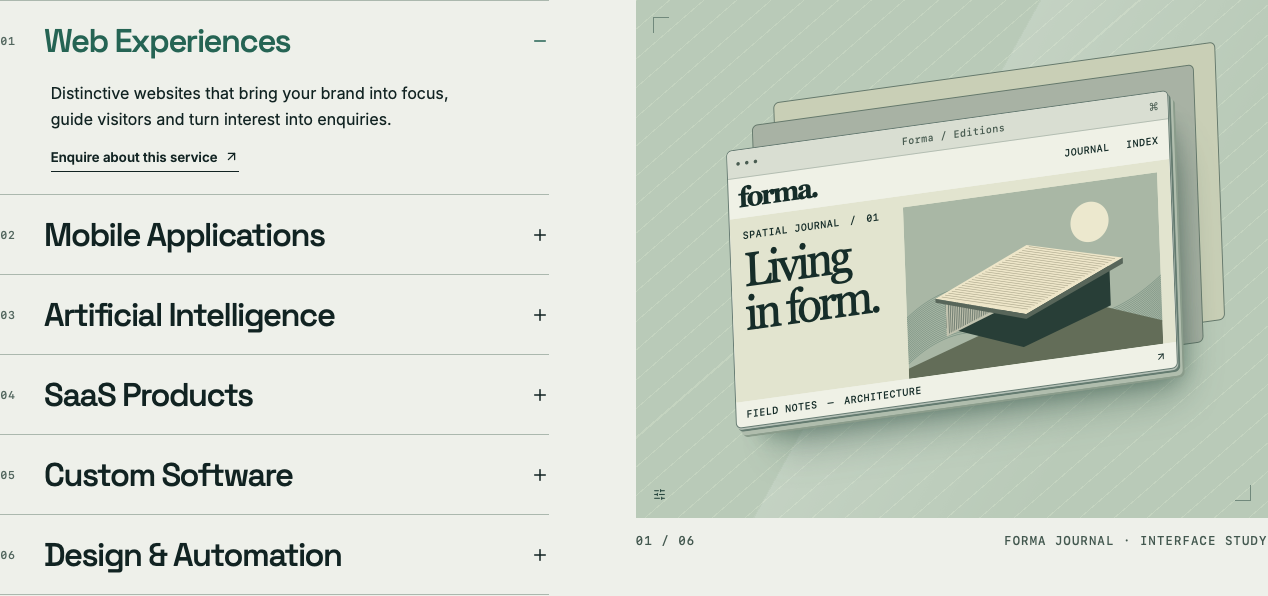 01 Web Experiences
Distinctive websites that bring your brand into focus,
guide visitors and turn interest into enquiries.
Enquire about this service
02 Mobile Applications
03 Artificial Intelligence
04 SaaS Products
05 Custom Software
06 Design & Automation
Forma / Editions
⌘
forma.
JOURNAL INDEX
SPATIAL JOURNAL / 01
Living
in form.
FIELD NOTES — ARCHITECTURE
01 / 06
FORMA JOURNAL · INTERFACE STUDY